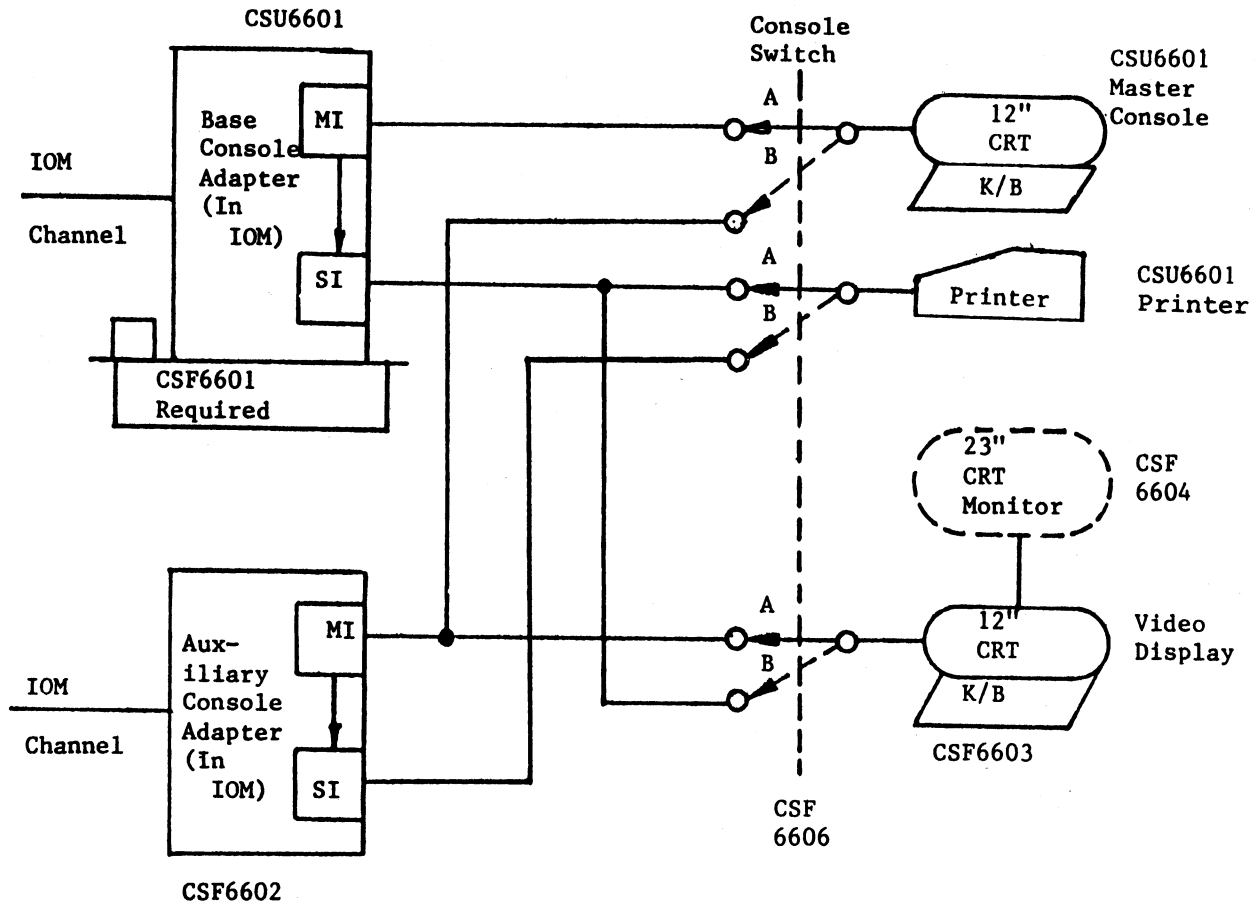 CSU6601
Console
Switch
CSU6601
Master
Console
Base
Console
Adapter
(In
IOM)
MI
SI
IOM
Channel
A
B
12"
CRT
K/B
A
B
Printer
CSU6601
Printer
CSF6601
Required
23"
CRT
Monitor
CSF
6604
Aux-
iliary
Console
Adapter
(In
IOM)
MI
SI
IOM
Channel
A
B
12"
CRT
K/B
Video
Display
CSF6603
CSF
6606
CSF6602